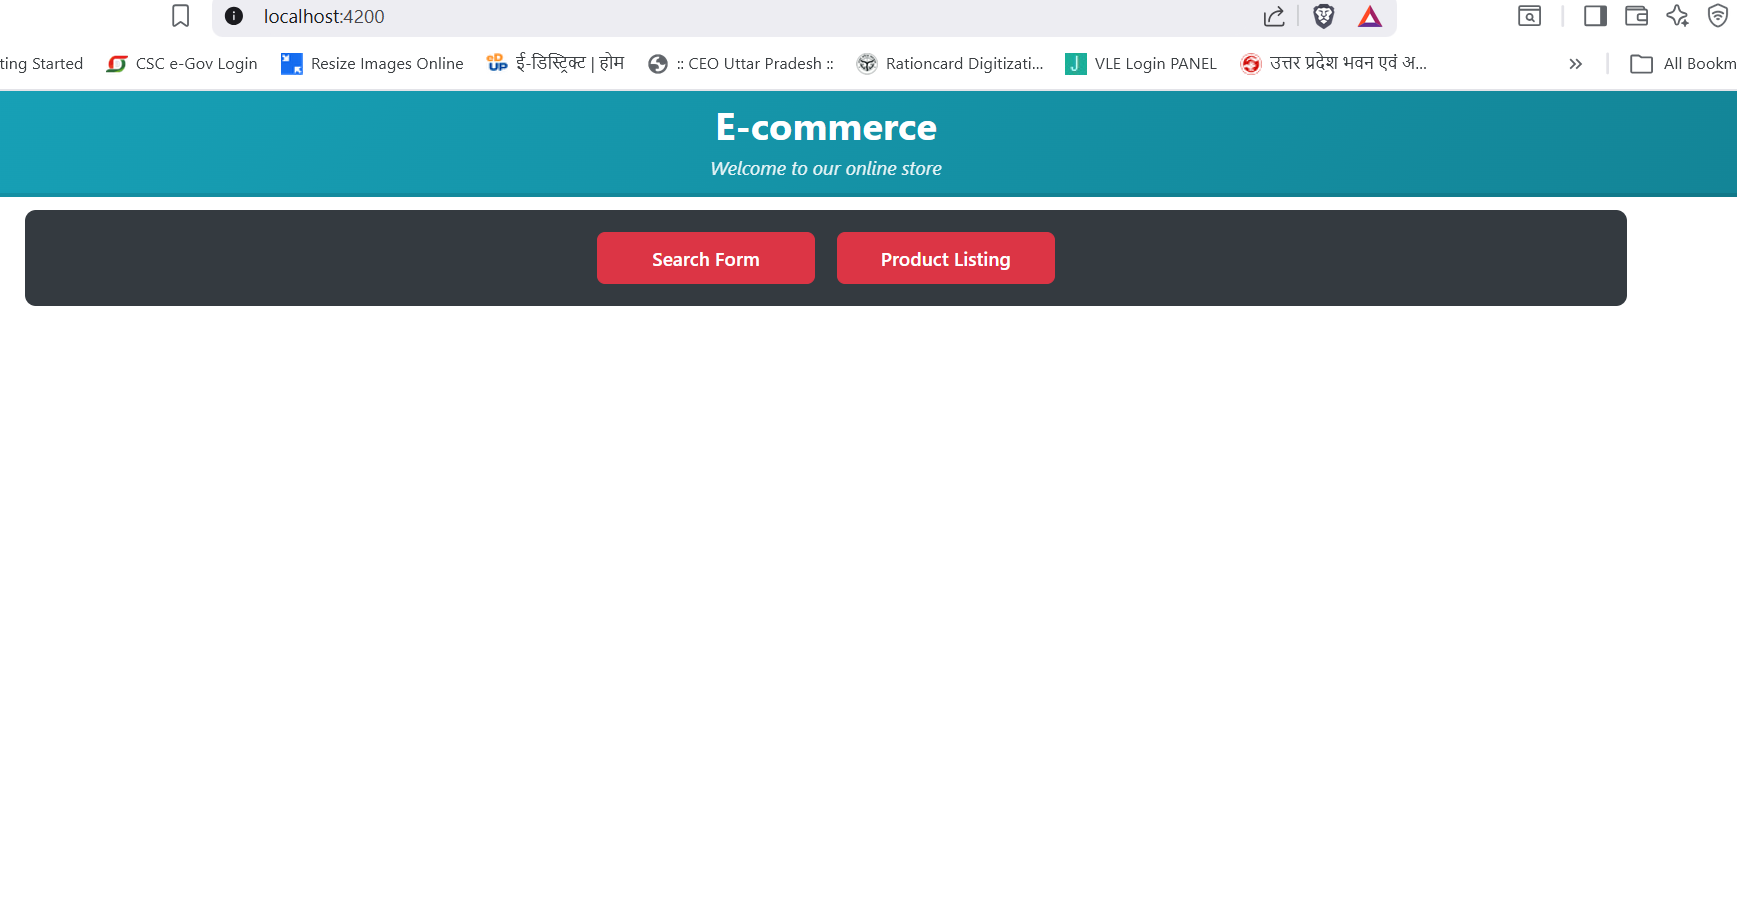 localhost:4200
ting Started CSC e-Gov Login Resize Images Online ई-डिस्ट्रिक्ट | होम :: CEO Uttar Pradesh :: Rationcard Digitizati... J VLE Login PANEL उत्तर प्रदेश भवन एवं अ... » All Bookm
E-commerce
Welcome to our online store
Search Form Product Listing